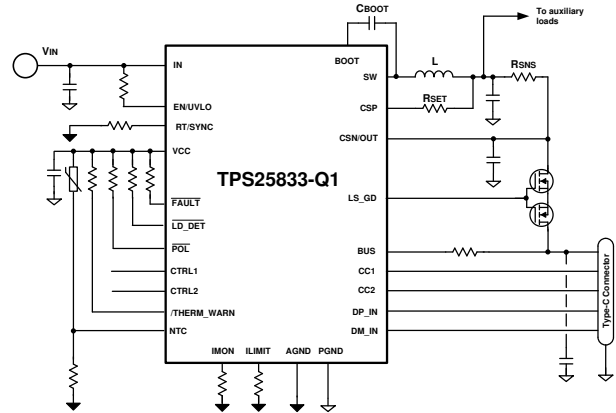 CBOOT
To auxiliary
loads
VIN
BOOT
L
RSNS
IN
SW
EN/UVLO
CSP
RSET
RT/SYNC
CSN/OUT
VCC
TPS25833-Q1
FAULT
LS_GD
LD_DET
POL
BUS
CTRL1
CC1
CTRL2
CC2
/THERM_WARN
DP_IN
NTC
DM_IN
Type-C Connector
IMON
ILIMIT
AGND
PGND